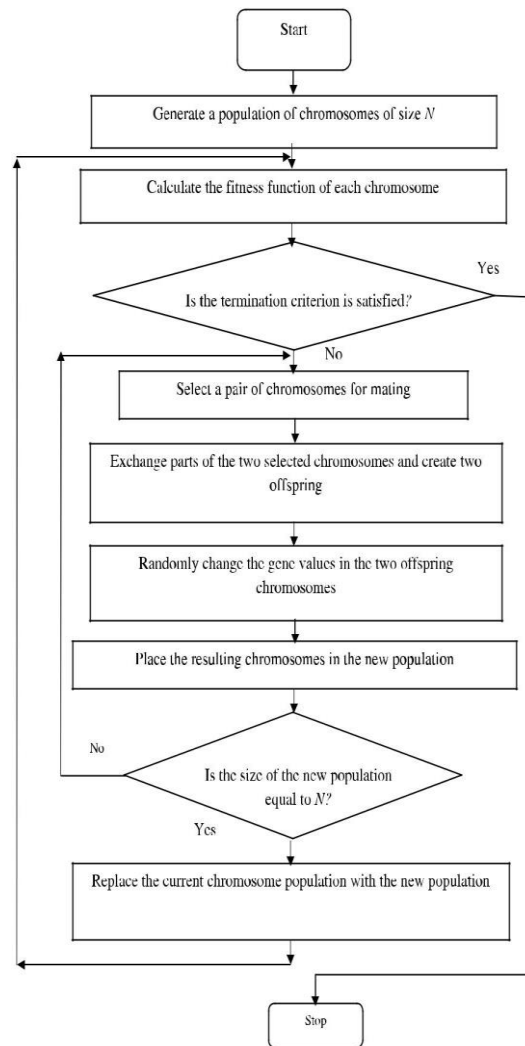 Start
Generate a population of chromosomes of size N
Calculate the fitness function of each chromosome
Yes
Is the termination criterion is satisfied?
No
Select a pair of chromosomes for mating
Exchange parts of the two selected chromosomes and create two
offspring
Randomly change the gene values in the two offspring
chromosomes
Place the resulting chromosomes in the new population
No
Is the size of the new population
equal to N?
Yes
Replace the current chromosome population with the new population
Stop